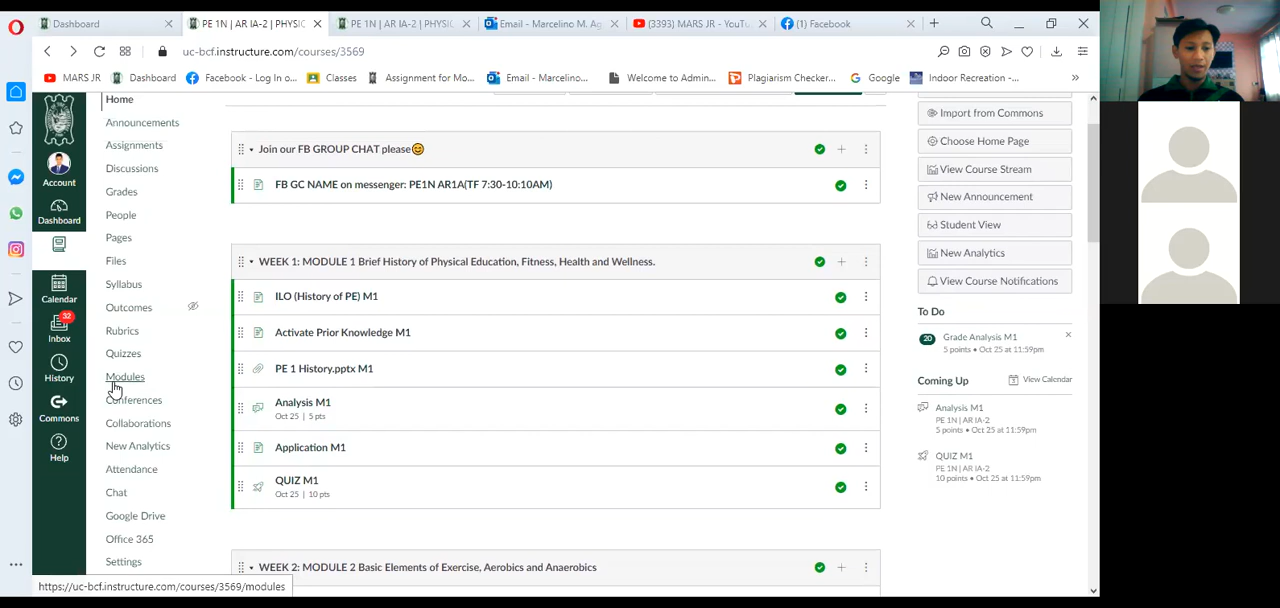 Dashboard
PE 1N | AR IA-2 | PHYSIC
PE 1N | AR IA-2 | PHYSIC
Email - Marcelino M. Ag
(3393) MARS JR - YouTu
(1) Facebook
uc-bcf.instructure.com/courses/3569
MARS JR
Dashboard
Facebook - Log In o...
Classes
Assignment for Mo...
Email - Marcelino...
Welcome to Admin...
Plagiarism Checker...
Google
Indoor Recreation -...
Account
Dashboard
Calendar
32
Inbox
History
Commons
Help
Home
Announcements
Assignments
Discussions
Grades
People
Pages
Files
Syllabus
Outcomes
Rubrics
Quizzes
Modules
Conferences
Collaborations
New Analytics
Attendance
Chat
Google Drive
Office 365
Settings
https://uc-bcf.instructure.com/courses/3569/modules
Join our FB GROUP CHAT please😊
FB GC NAME on messenger: PE1N AR1A(TF 7:30-10:10AM)
WEEK 1: MODULE 1 Brief History of Physical Education, Fitness, Health and Wellness.
ILO (History of PE) M1
Activate Prior Knowledge M1
PE 1 History.pptx M1
Analysis M1
Oct 25 | 5 pts
Application M1
QUIZ M1
Oct 25 | 10 pts
WEEK 2: MODULE 2 Basic Elements of Exercise, Aerobics and Anaerobics
Import from Commons
Choose Home Page
View Course Stream
New Announcement
Student View
New Analytics
View Course Notifications
To Do
20
Grade Analysis M1
5 points • Oct 25 at 11:59pm
Coming Up
View Calendar
Analysis M1
PE 1N | AR IA-2
5 points • Oct 25 at 11:59pm
QUIZ M1
PE 1N | AR IA-2
10 points • Oct 25 at 11:59pm